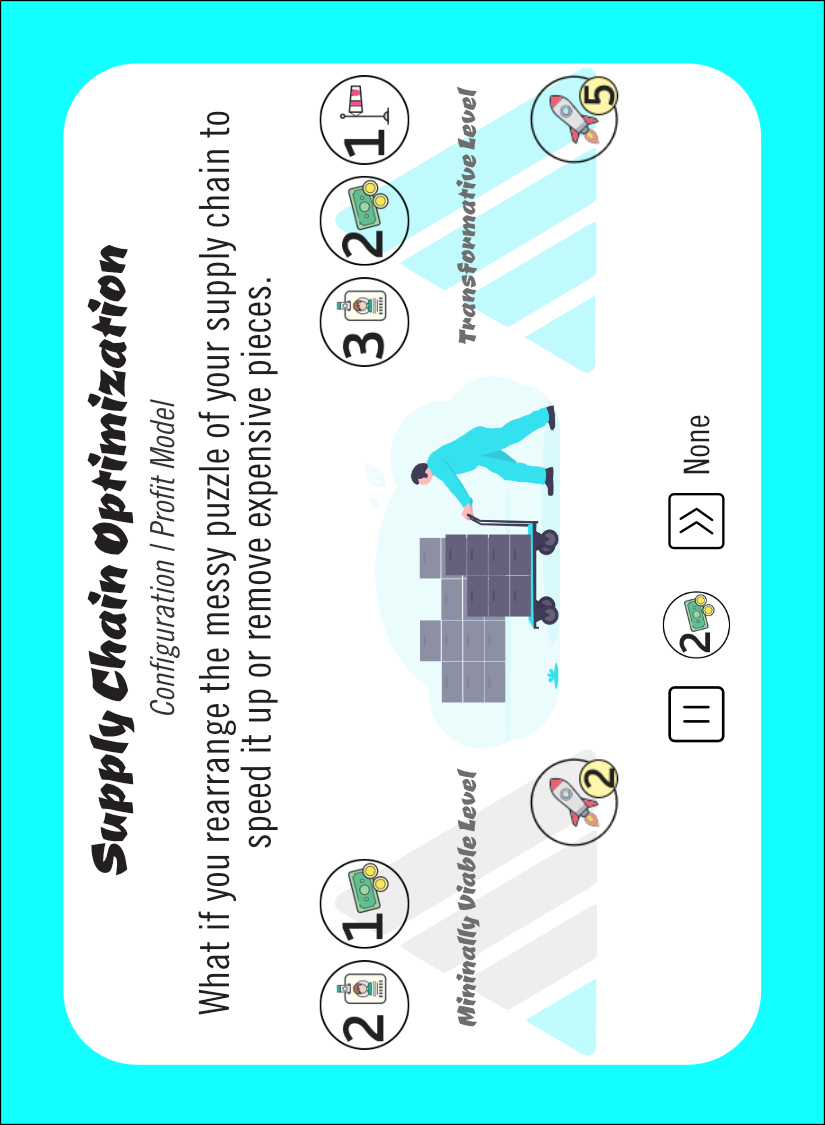 Supply Chain Optimization
Configuration | Profit Model
What if you rearrange the messy puzzle of your supply chain to
speed it up or remove expensive pieces.
2 1
3 2 1
Mininally Viable Level
Transformative Level
2
5
2 None